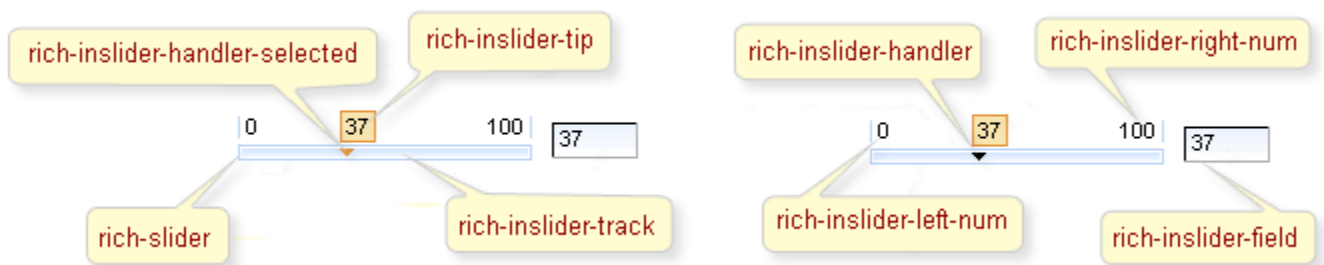 rich-inslider-handler-selected
rich-inslider-tip
0
37
100
37
rich-slider
rich-inslider-track
rich-inslider-handler
rich-inslider-right-num
0
37
100
37
rich-inslider-left-num
rich-inslider-field